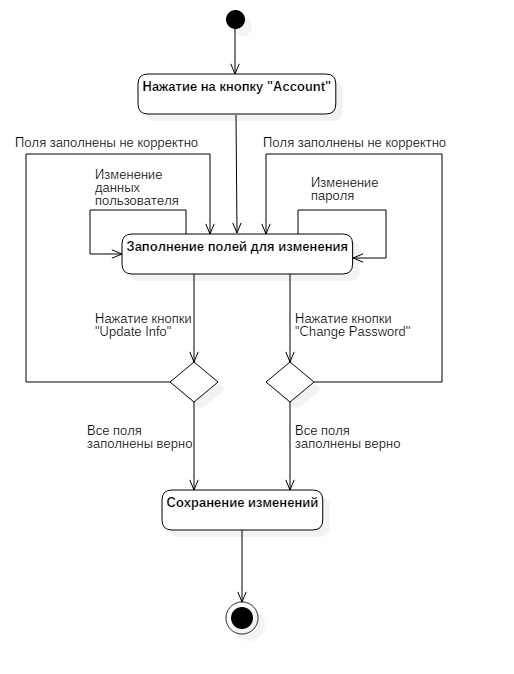 Нажатие на кнопку "Account"
Поля заполнены не корректно
Поля заполнены не корректно
Изменение
данных
пользователя
Изменение
пароля
Заполнение полей для изменения
Нажатие кнопки
"Update Info"
Нажатие кнопки
"Change Password"
Все поля
заполнены верно
Все поля
заполнены верно
Сохранение изменений